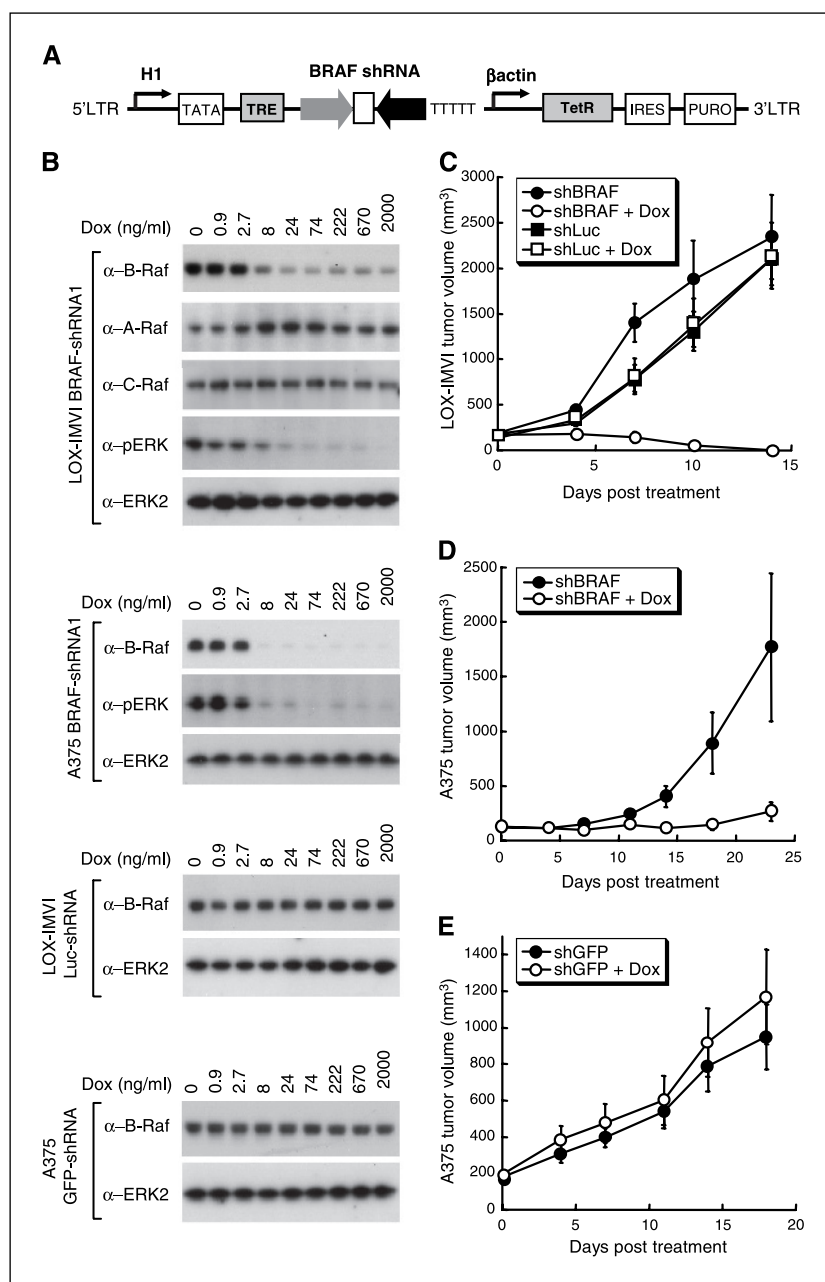 A
H1
BRAF shRNA
βactin
5'LTR
TATA
TRE
TTTTT
TetR
IRES
PURO
3'LTR
B
Dox (ng/ml)
0
0.9
2.7
8
24
74
222
670
2000
LOX-IMVI BRAF-shRNA1
α–B-Raf
α–A-Raf
α–C-Raf
α–pERK
α–ERK2
Dox (ng/ml)
0
0.9
2.7
8
24
74
222
670
2000
A375 BRAF-shRNA1
α–B-Raf
α–pERK
α–ERK2
Dox (ng/ml)
0
0.9
2.7
8
24
74
222
670
2000
LOX-IMVI
Luc-shRNA
α–B-Raf
α–ERK2
Dox (ng/ml)
0
0.9
2.7
8
24
74
222
670
2000
A375
GFP-shRNA
α–B-Raf
α–ERK2
C
shBRAF
shBRAF + Dox
shLuc
shLuc + Dox
LOX-IMVI tumor volume (mm³)
3000
2500
2000
1500
1000
500
0
0
5
10
15
Days post treatment
D
shBRAF
shBRAF + Dox
A375 tumor volume (mm³)
2500
2000
1500
1000
500
0
0
5
10
15
20
25
Days post treatment
E
shGFP
shGFP + Dox
A375 tumor volume (mm³)
1400
1200
1000
800
600
400
200
0
0
5
10
15
20
Days post treatment